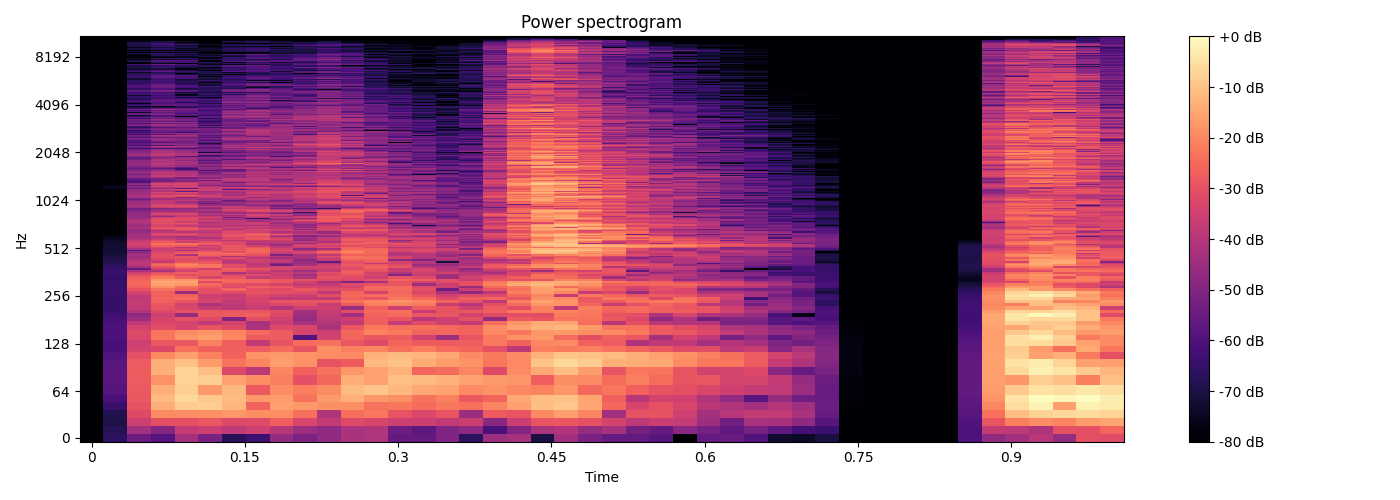 Power spectrogram
Hz
8192
4096
2048
1024
512
256
128
64
0
0 0.15 0.3 0.45 0.6 0.75 0.9
Time
+0 dB
-10 dB
-20 dB
-30 dB
-40 dB
-50 dB
-60 dB
-70 dB
-80 dB